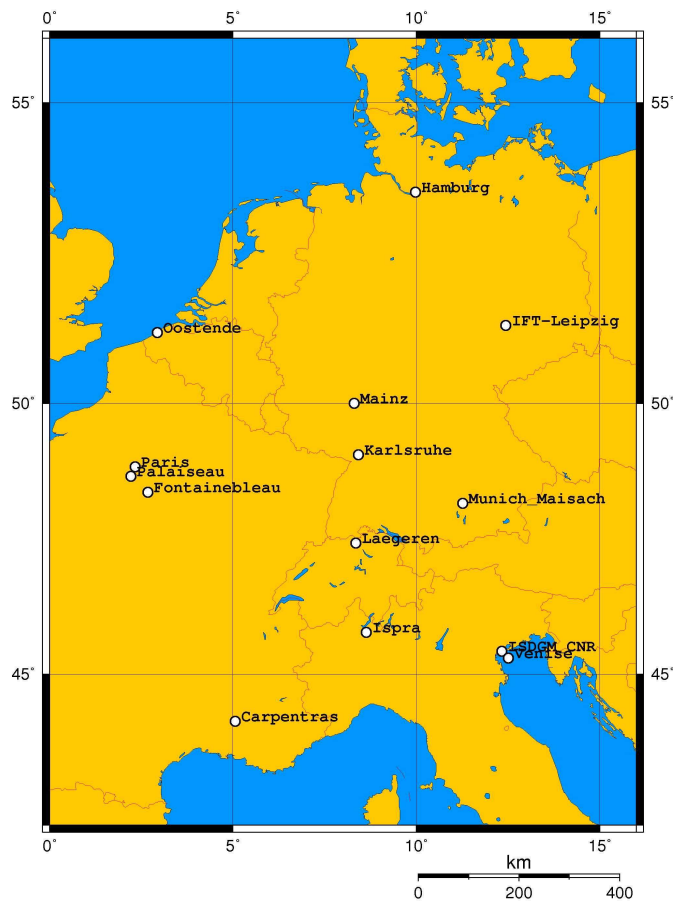 0° 5° 10° 15°
55° 55°
Hamburg
IFT-Leipzig
Oostende
50° 50°
Mainz
Karlsruhe
Paris
Palaiseau
Fontainebleau
Munich_Maisach
Laegeren
Ispra
ISDGM_CNR
Venise
45° 45°
Carpentras
0° 5° 10° 15°
km
0 200 400